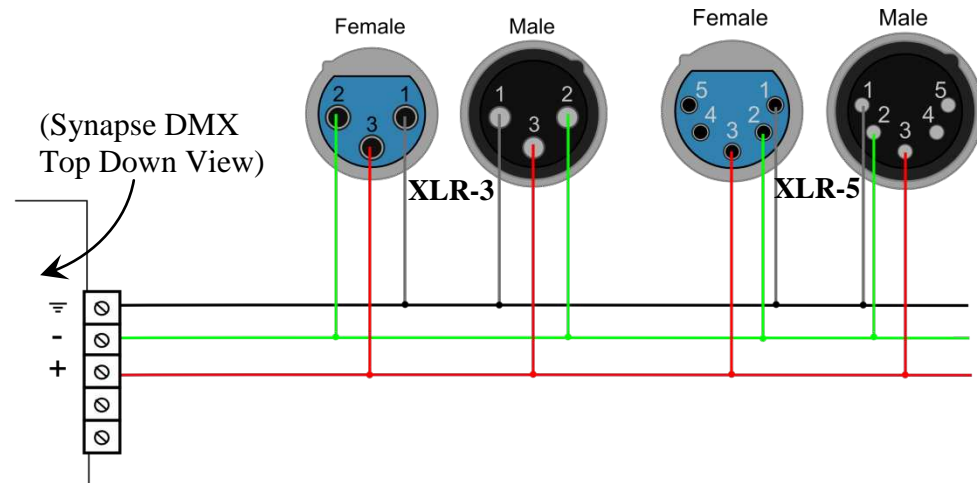 Female Male Female Male
2 1 1 2 5 1 1 5
4 2 2 4
3 3 3 3
(Synapse DMX
Top Down View)
XLR-3 XLR-5
-
+